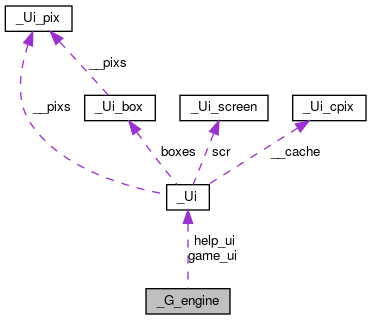 _Ui_pix
__pixs
_Ui_box
_Ui_screen
_Ui_cpix
__pixs
boxes
scr
__cache
_Ui
help_ui
game_ui
_G_engine